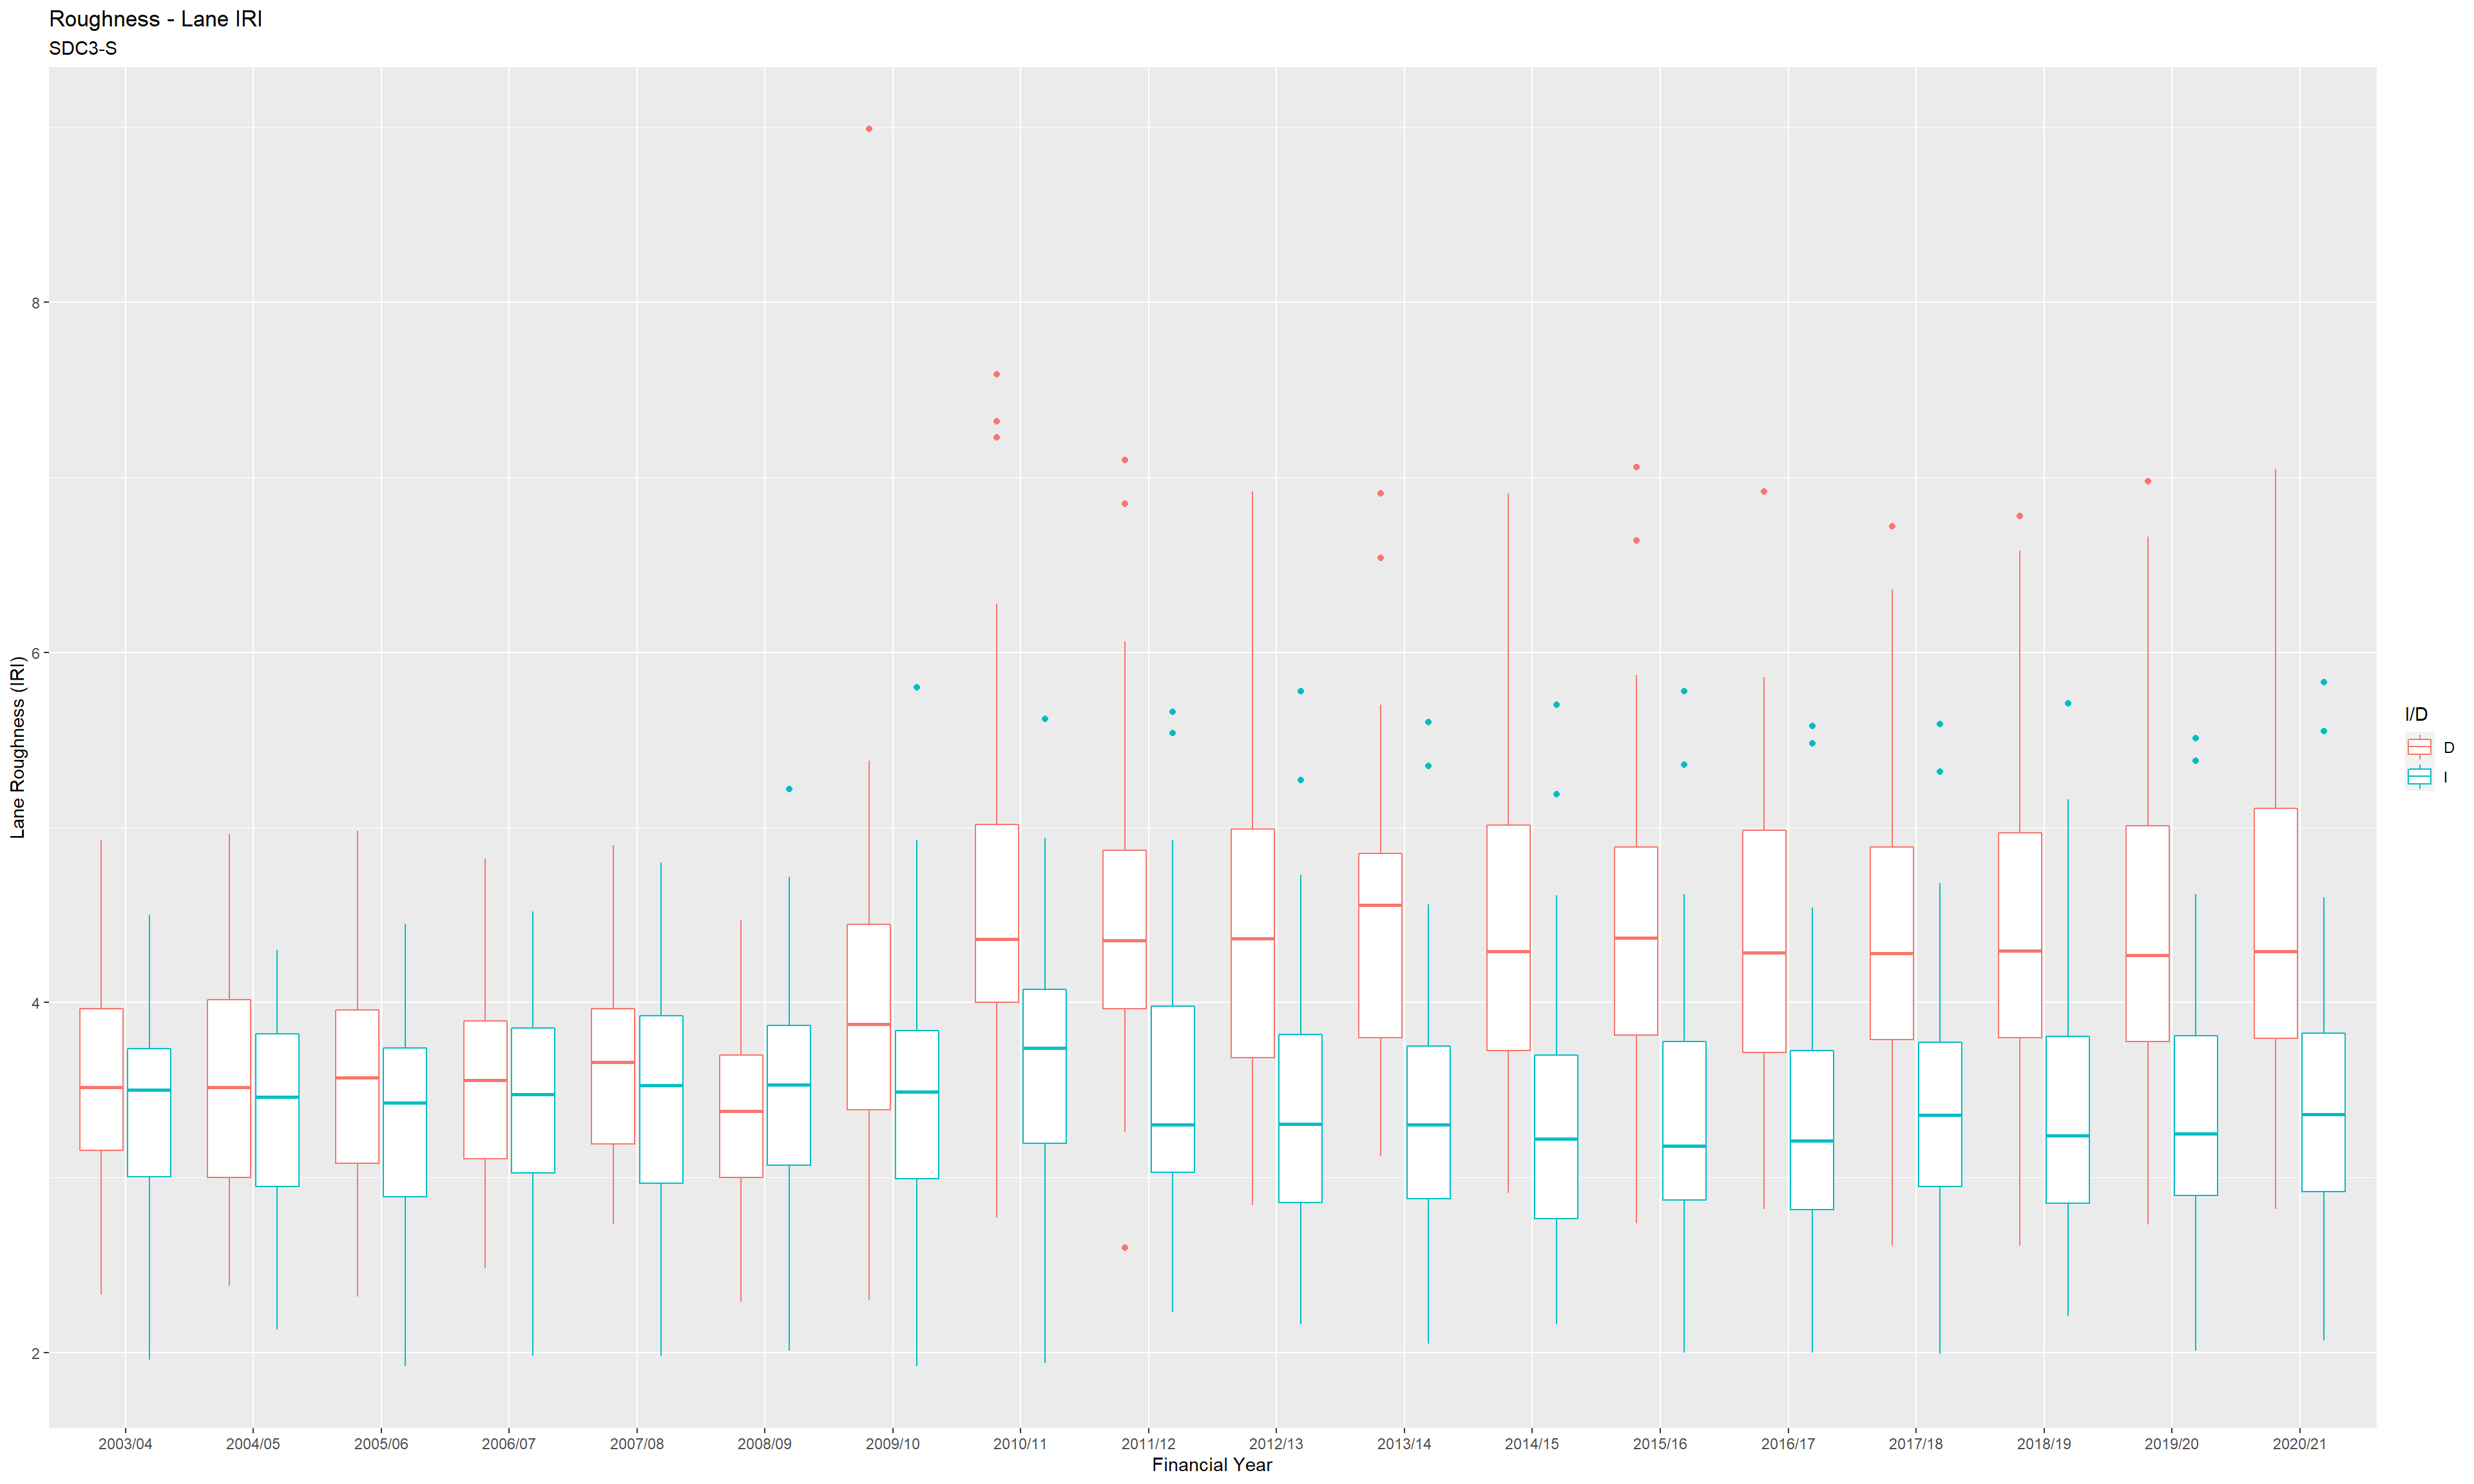 Roughness - Lane IRI
SDC3-S
Lane Roughness (IRI)
8
6
4
2
2003/04 2004/05 2005/06 2006/07 2007/08 2008/09 2009/10 2010/11 2011/12 2012/13 2013/14 2014/15 2015/16 2016/17 2017/18 2018/19 2019/20 2020/21
Financial Year
I/D
D
I